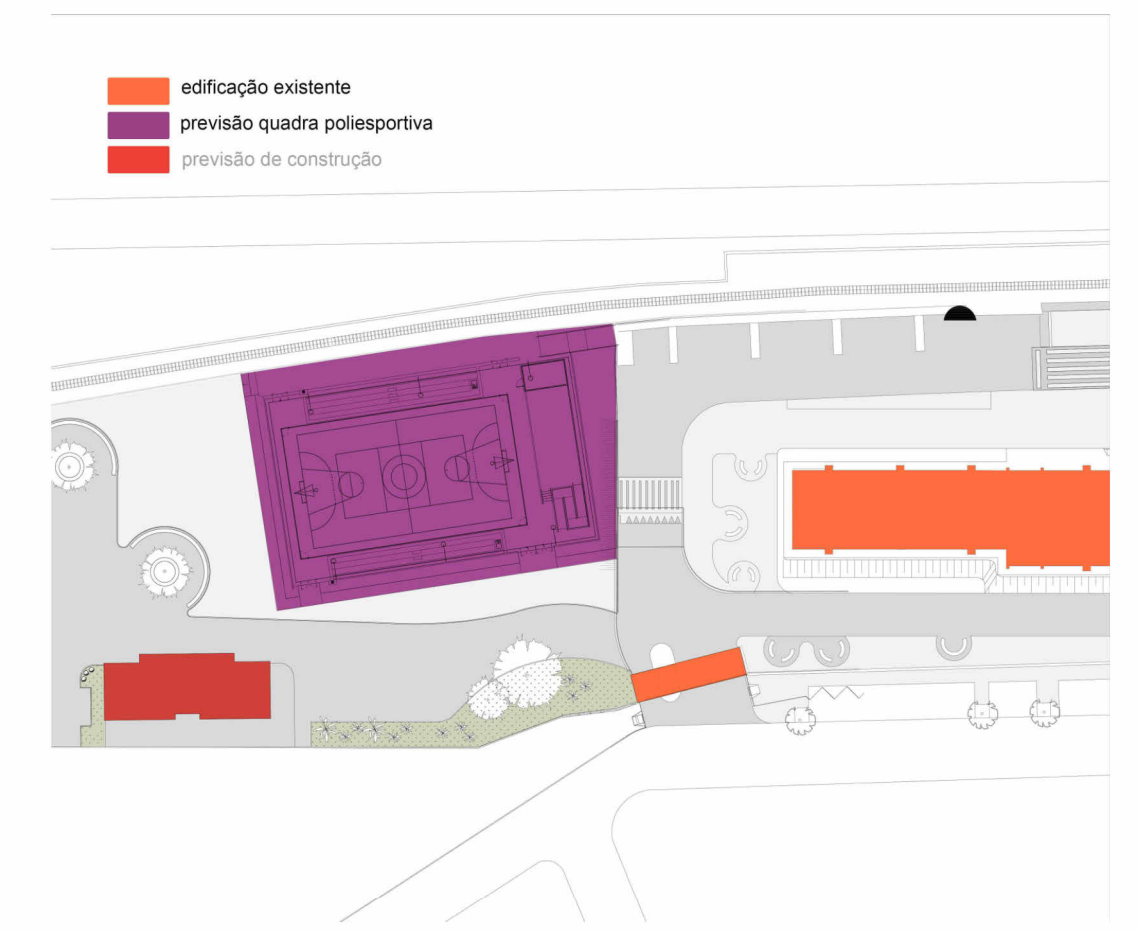 edificação existente
previsão quadra poliesportiva
previsão de construção